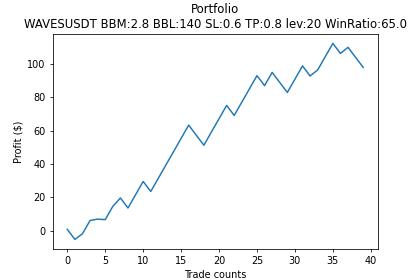 Portfolio
WAVESUSDT BBM:2.8 BBL:140 SL:0.6 TP:0.8 lev:20 WinRatio:65.0
100
80
60
40
20
0
Profit ($)
0 5 10 15 20 25 30 35 40
Trade counts